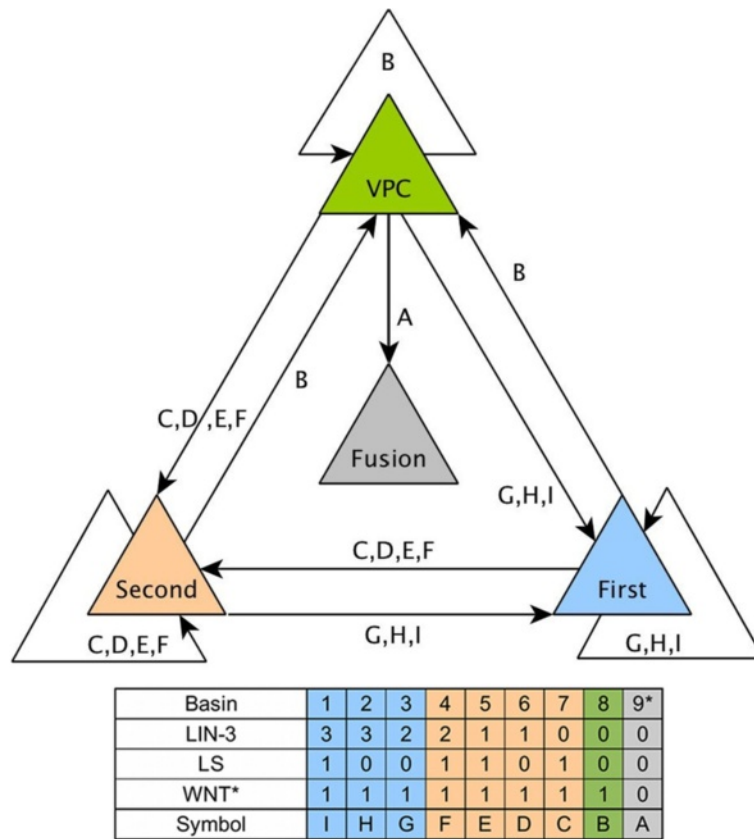 B
VPC
B
A
B
C,D ,E,F
Fusion
G,H,I
C,D,E,F
Second
First
G,H,I
C,D,E,F
G,H,I
Basin 1 2 3 4 5 6 7 8 9*
LIN-3 3 3 2 2 1 1 0 0 0
LS 1 0 0 1 1 0 1 0 0
WNT* 1 1 1 1 1 1 1 1 0
Symbol I H G F E D C B A